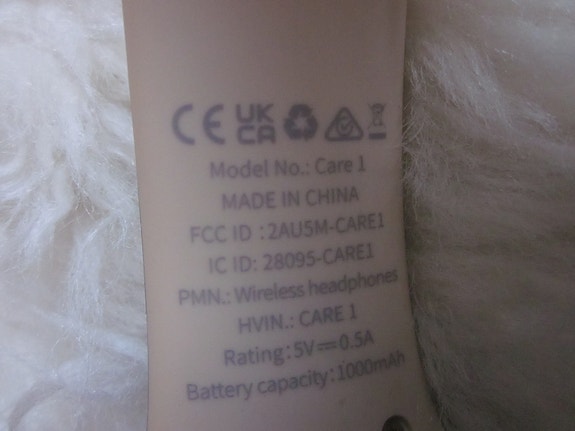 CE UK CA
Model No.: Care 1
MADE IN CHINA
FCC ID : 2AU5M-CARE1
IC ID: 28095-CARE1
PMN.: Wireless headphones
HVIN.: CARE 1
Rating: 5V⎓0.5A
Battery capacity: 1000mAh